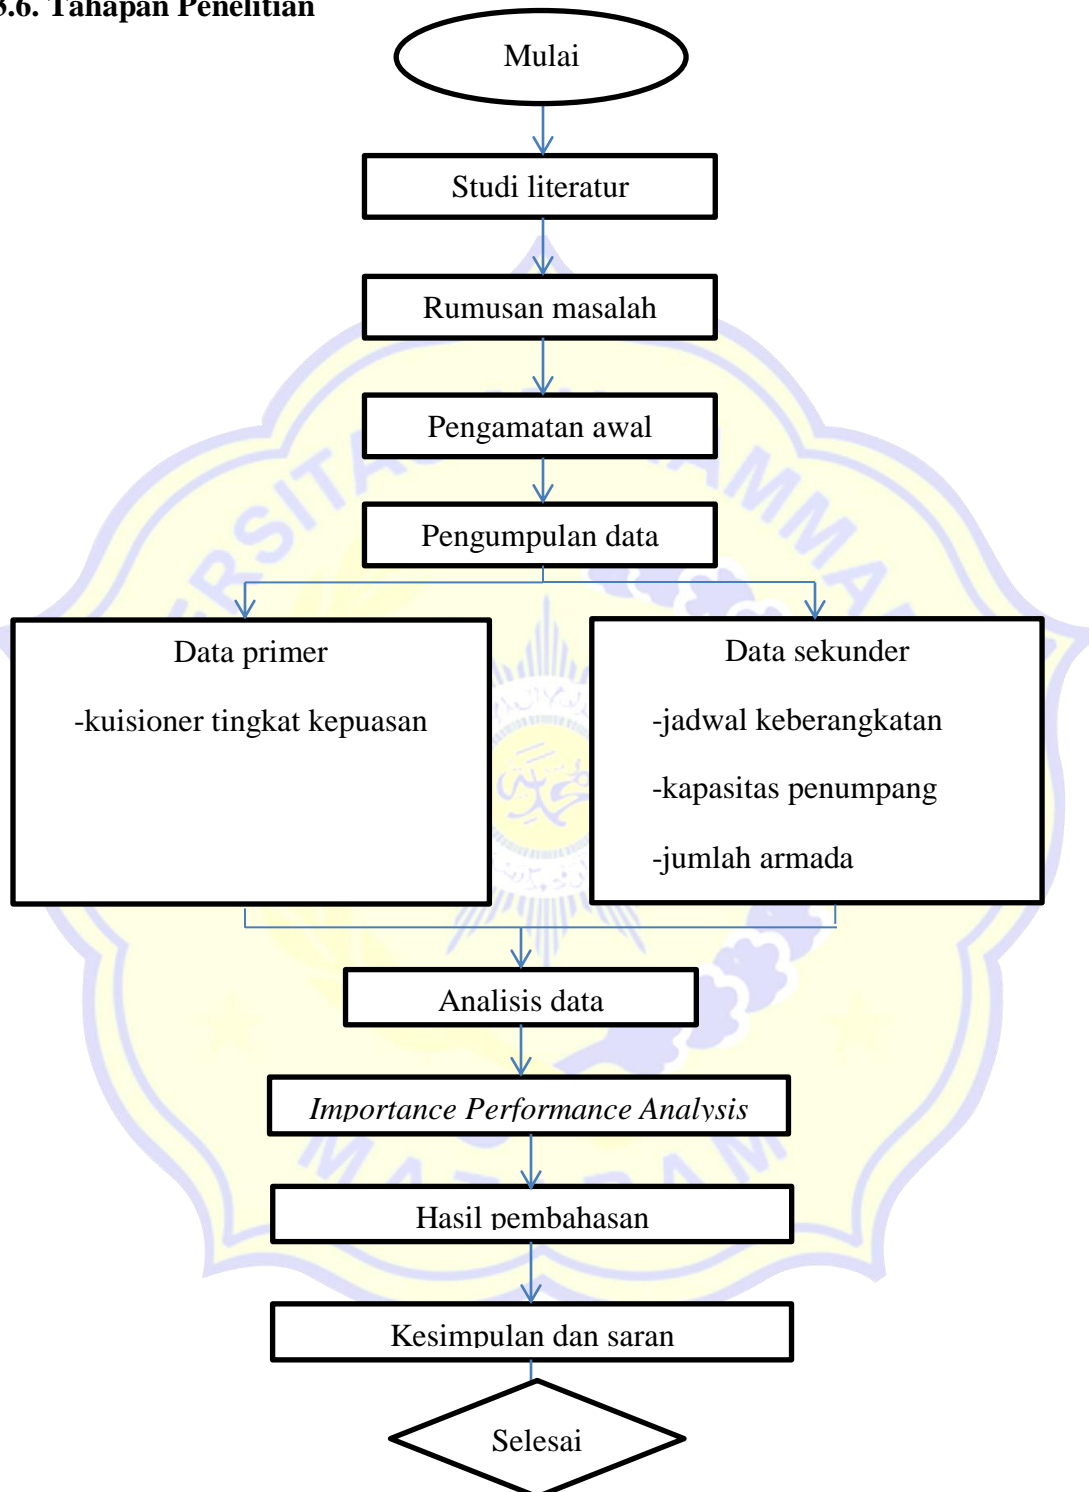 3.6. Tahapan Penelitian
Mulai
Studi literatur
Rumusan masalah
Pengamatan awal
Pengumpulan data
Data primer
-kuisioner tingkat kepuasan
Data sekunder
-jadwal keberangkatan
-kapasitas penumpang
-jumlah armada
Analisis data
Importance Performance Analysis
Hasil pembahasan
Kesimpulan dan saran
Selesai
MATARAM